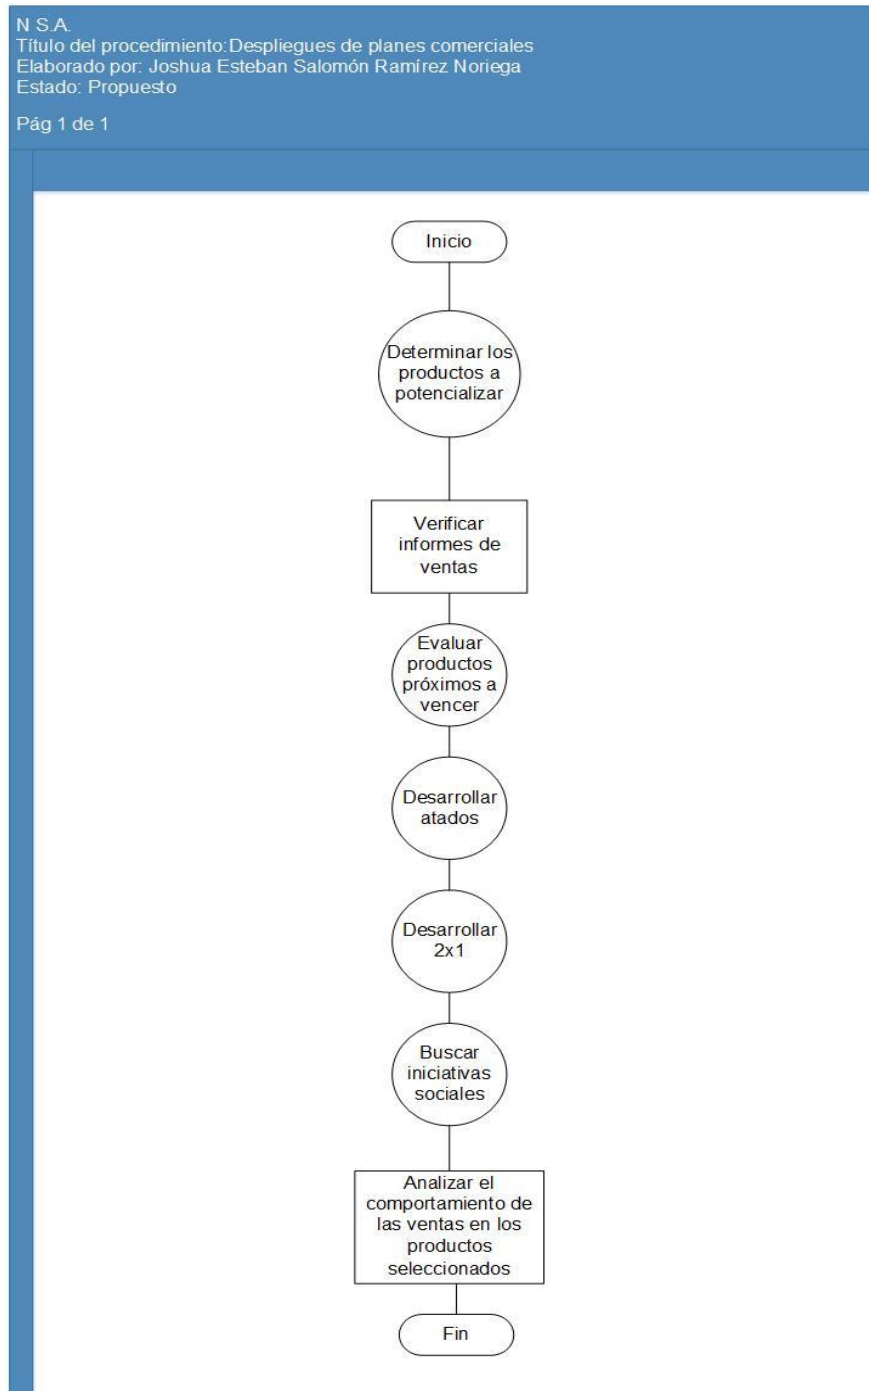 N S.A.
Título del procedimiento:Despliegues de planes comerciales
Elaborado por: Joshua Esteban Salomón Ramírez Noriega
Estado: Propuesto
Pág 1 de 1
Inicio
Determinar los
productos a
potencializar
Verificar
informes de
ventas
Evaluar
productos
próximos a
vencer
Desarrollar
atados
Desarrollar
2x1
Buscar
iniciativas
sociales
Analizar el
comportamiento de
las ventas en los
productos
seleccionados
Fin